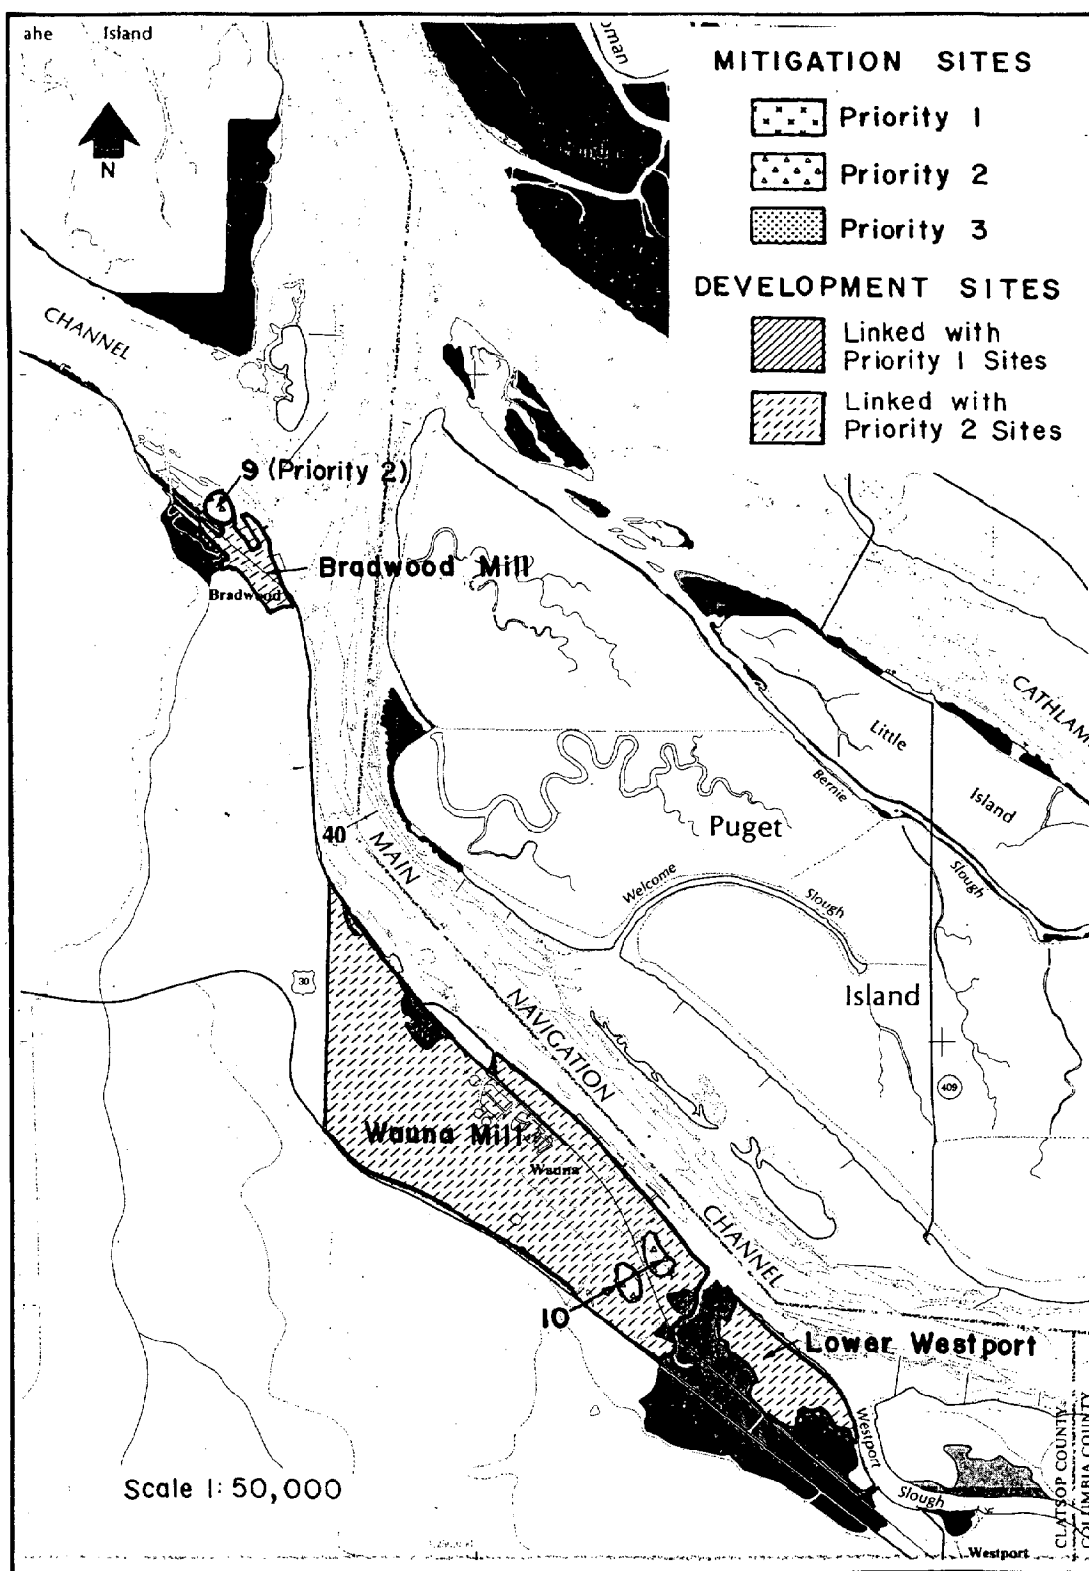 ahe Island
N
MITIGATION SITES
Priority 1
Priority 2
Priority 3
DEVELOPMENT SITES
Linked with
Priority 1 Sites
Linked with
Priority 2 Sites
CHANNEL
9 (Priority 2)
Bradwood Mill
Bradwood
CATHLAM
Little
Island
Bernie
Slough
Puget
Island
40
MAIN
NAVIGATION
CHANNEL
Welcome
Slough
30
409
Wauna Mill
Wauna
10
Lower Westport
Westport
Slough
Westport
CLATSOP COUNTY
COLUMBIA COUNTY
Scale 1:50,000